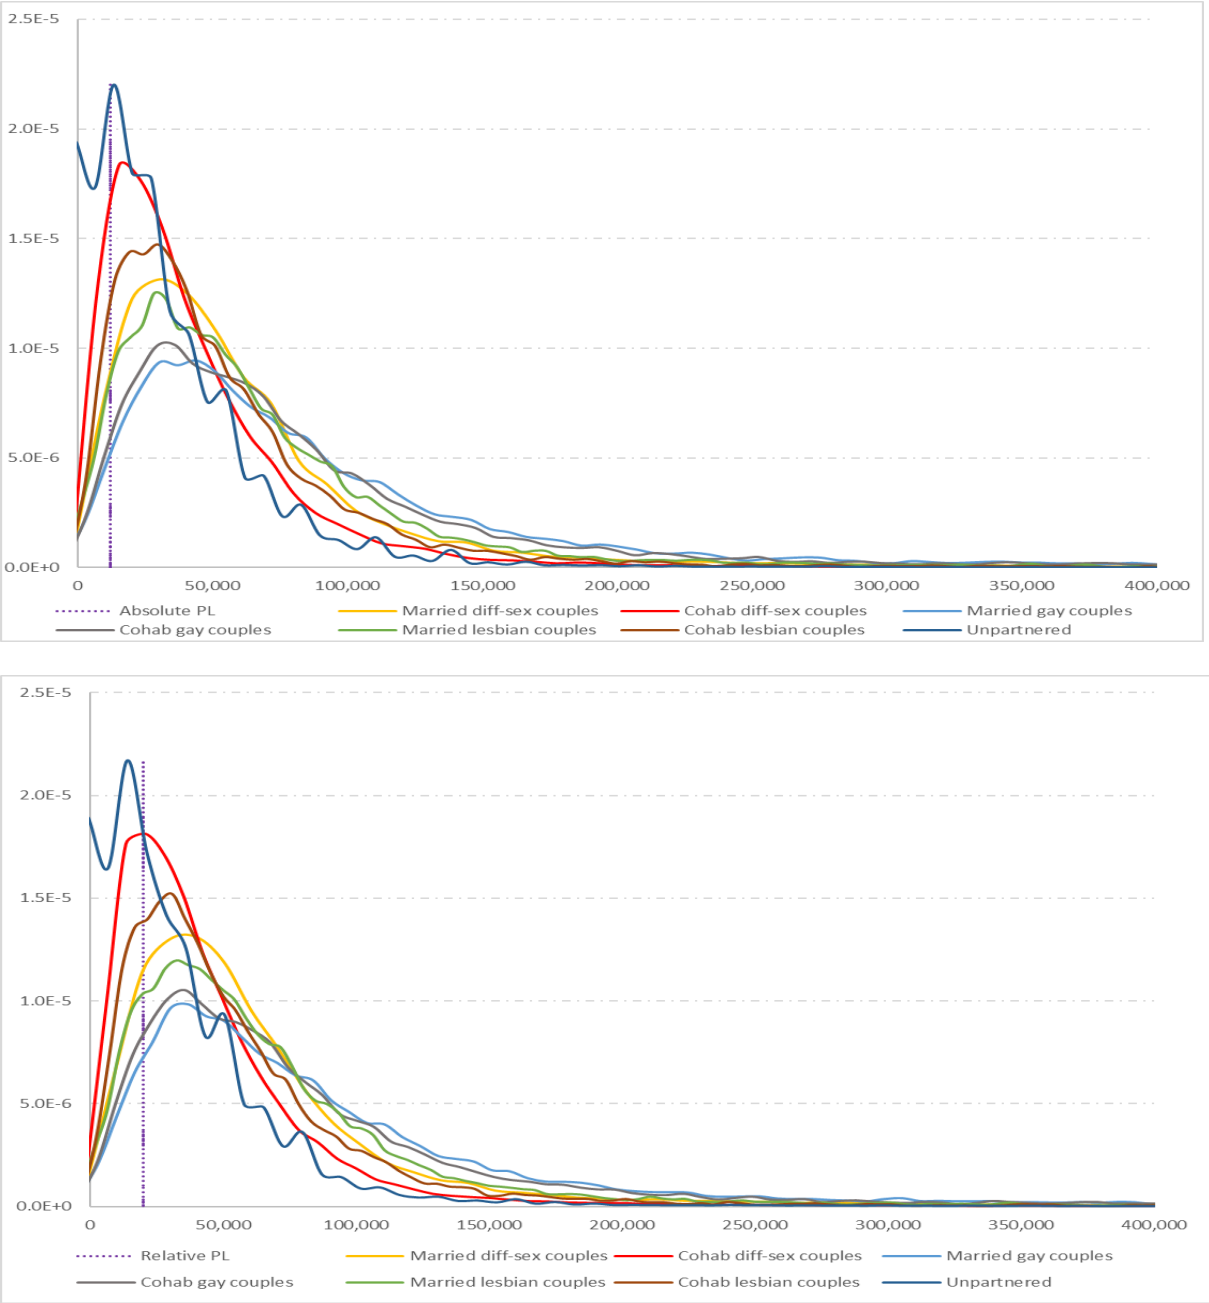 2.5E-5
2.0E-5
1.5E-5
1.0E-5
5.0E-6
0.0E+0
0 50,000 100,000 150,000 200,000 250,000 300,000 350,000 400,000
Absolute PL Married diff-sex couples Cohab diff-sex couples Married gay couples
Cohab gay couples Married lesbian couples Cohab lesbian couples Unpartnered
2.5E-5
2.0E-5
1.5E-5
1.0E-5
5.0E-6
0.0E+0
0 50,000 100,000 150,000 200,000 250,000 300,000 350,000 400,000
Relative PL Married diff-sex couples Cohab diff-sex couples Married gay couples
Cohab gay couples Married lesbian couples Cohab lesbian couples Unpartnered